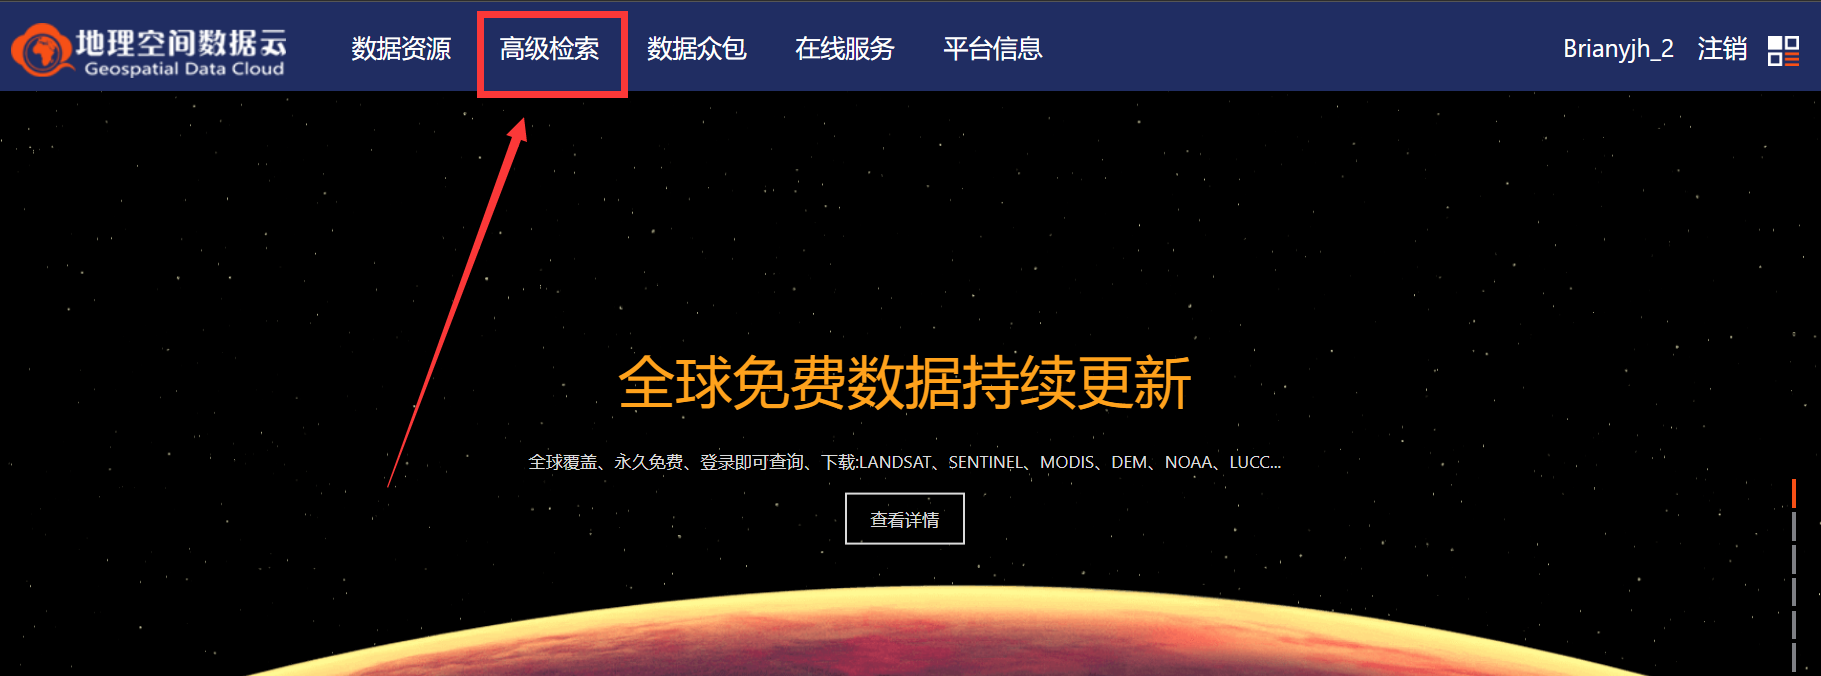 地理空间数据云
Geospatial Data Cloud
数据资源 高级检索 数据众包 在线服务 平台信息 Brianyjh_2 注销
全球免费数据持续更新
全球覆盖、永久免费、登录即可查询、下载:LANDSAT、SENTINEL、MODIS、DEM、NOAA、LUCC...
查看详情